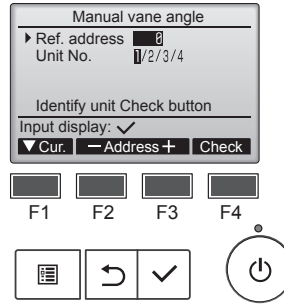 Manual vane angle
Ref. address 0
Unit No. 1/2/3/4
Identify unit Check button
Input display: ✓
▼ Cur. − Address + Check
F1 F2 F3 F4